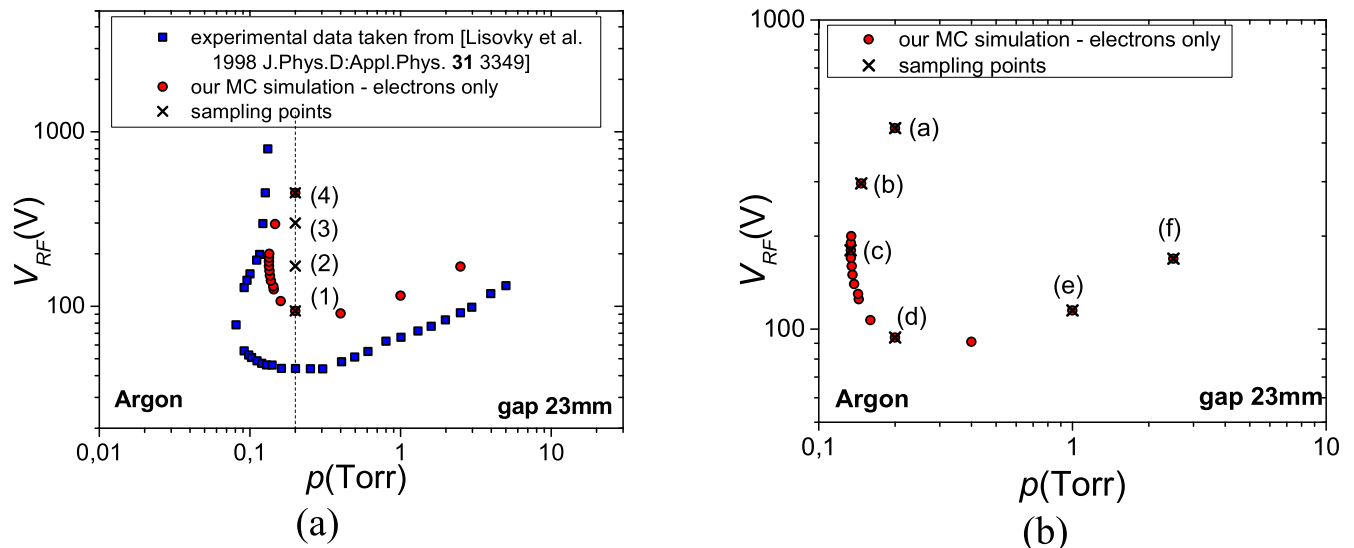 experimental data taken from [Lisovky et al.
1998 J.Phys.D:Appl.Phys. 31 3349]
our MC simulation - electrons only
sampling points
1000
100
V_RF(V)
(4)
(3)
(2)
(1)
Argon
gap 23mm
0,01
0,1
1
10
p(Torr)
(a)
our MC simulation - electrons only
sampling points
1000
100
V_RF(V)
(a)
(b)
(c)
(d)
(e)
(f)
Argon
gap 23mm
0,1
1
10
p(Torr)
(b)